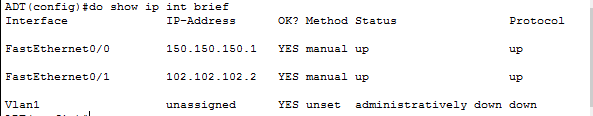 ADT(config)#do show ip int brief
Interface              IP-Address      OK? Method Status                Protocol
FastEthernet0/0        150.150.150.1   YES manual up                    up
FastEthernet0/1        102.102.102.2   YES manual up                    up
Vlan1                  unassigned      YES unset  administratively down down